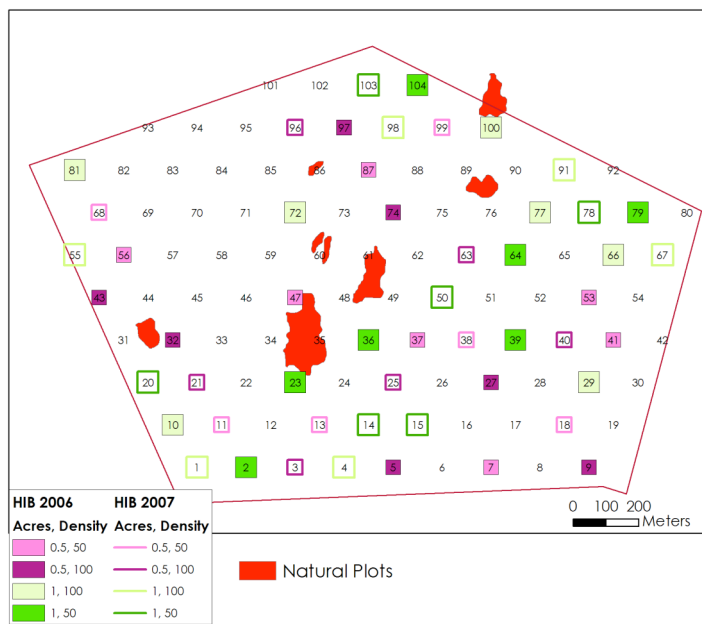 101 102 103 104
93 94 95 96 97 98 99 100
81 82 83 84 85 86 87 88 89 90 91 92
68 69 70 71 72 73 74 75 76 77 78 79 80
55 56 57 58 59 60 61 62 63 64 65 66 67
43 44 45 46 47 48 49 50 51 52 53 54
31 32 33 34 35 36 37 38 39 40 41 42
20 21 22 23 24 25 26 27 28 29 30
10 11 12 13 14 15 16 17 18 19
1 2 3 4 5 6 7 8 9
HIB 2006 HIB 2007
Acres, Density Acres, Density
0.5, 50 0.5, 50
0.5, 100 0.5, 100
1, 100 1, 100
1, 50 1, 50
0 100 200
Meters
Natural Plots